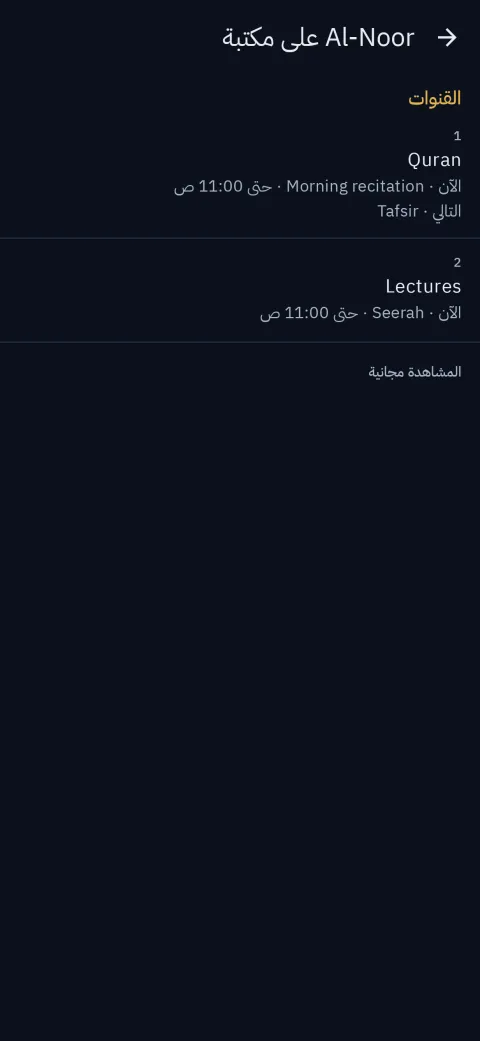 Al-Noor على مكتبة
القنوات
1
Quran
الآن · Morning recitation · حتى 11:00 ص
التالي · Tafsir
2
Lectures
الآن · Seerah · حتى 11:00 ص
المشاهدة مجانية